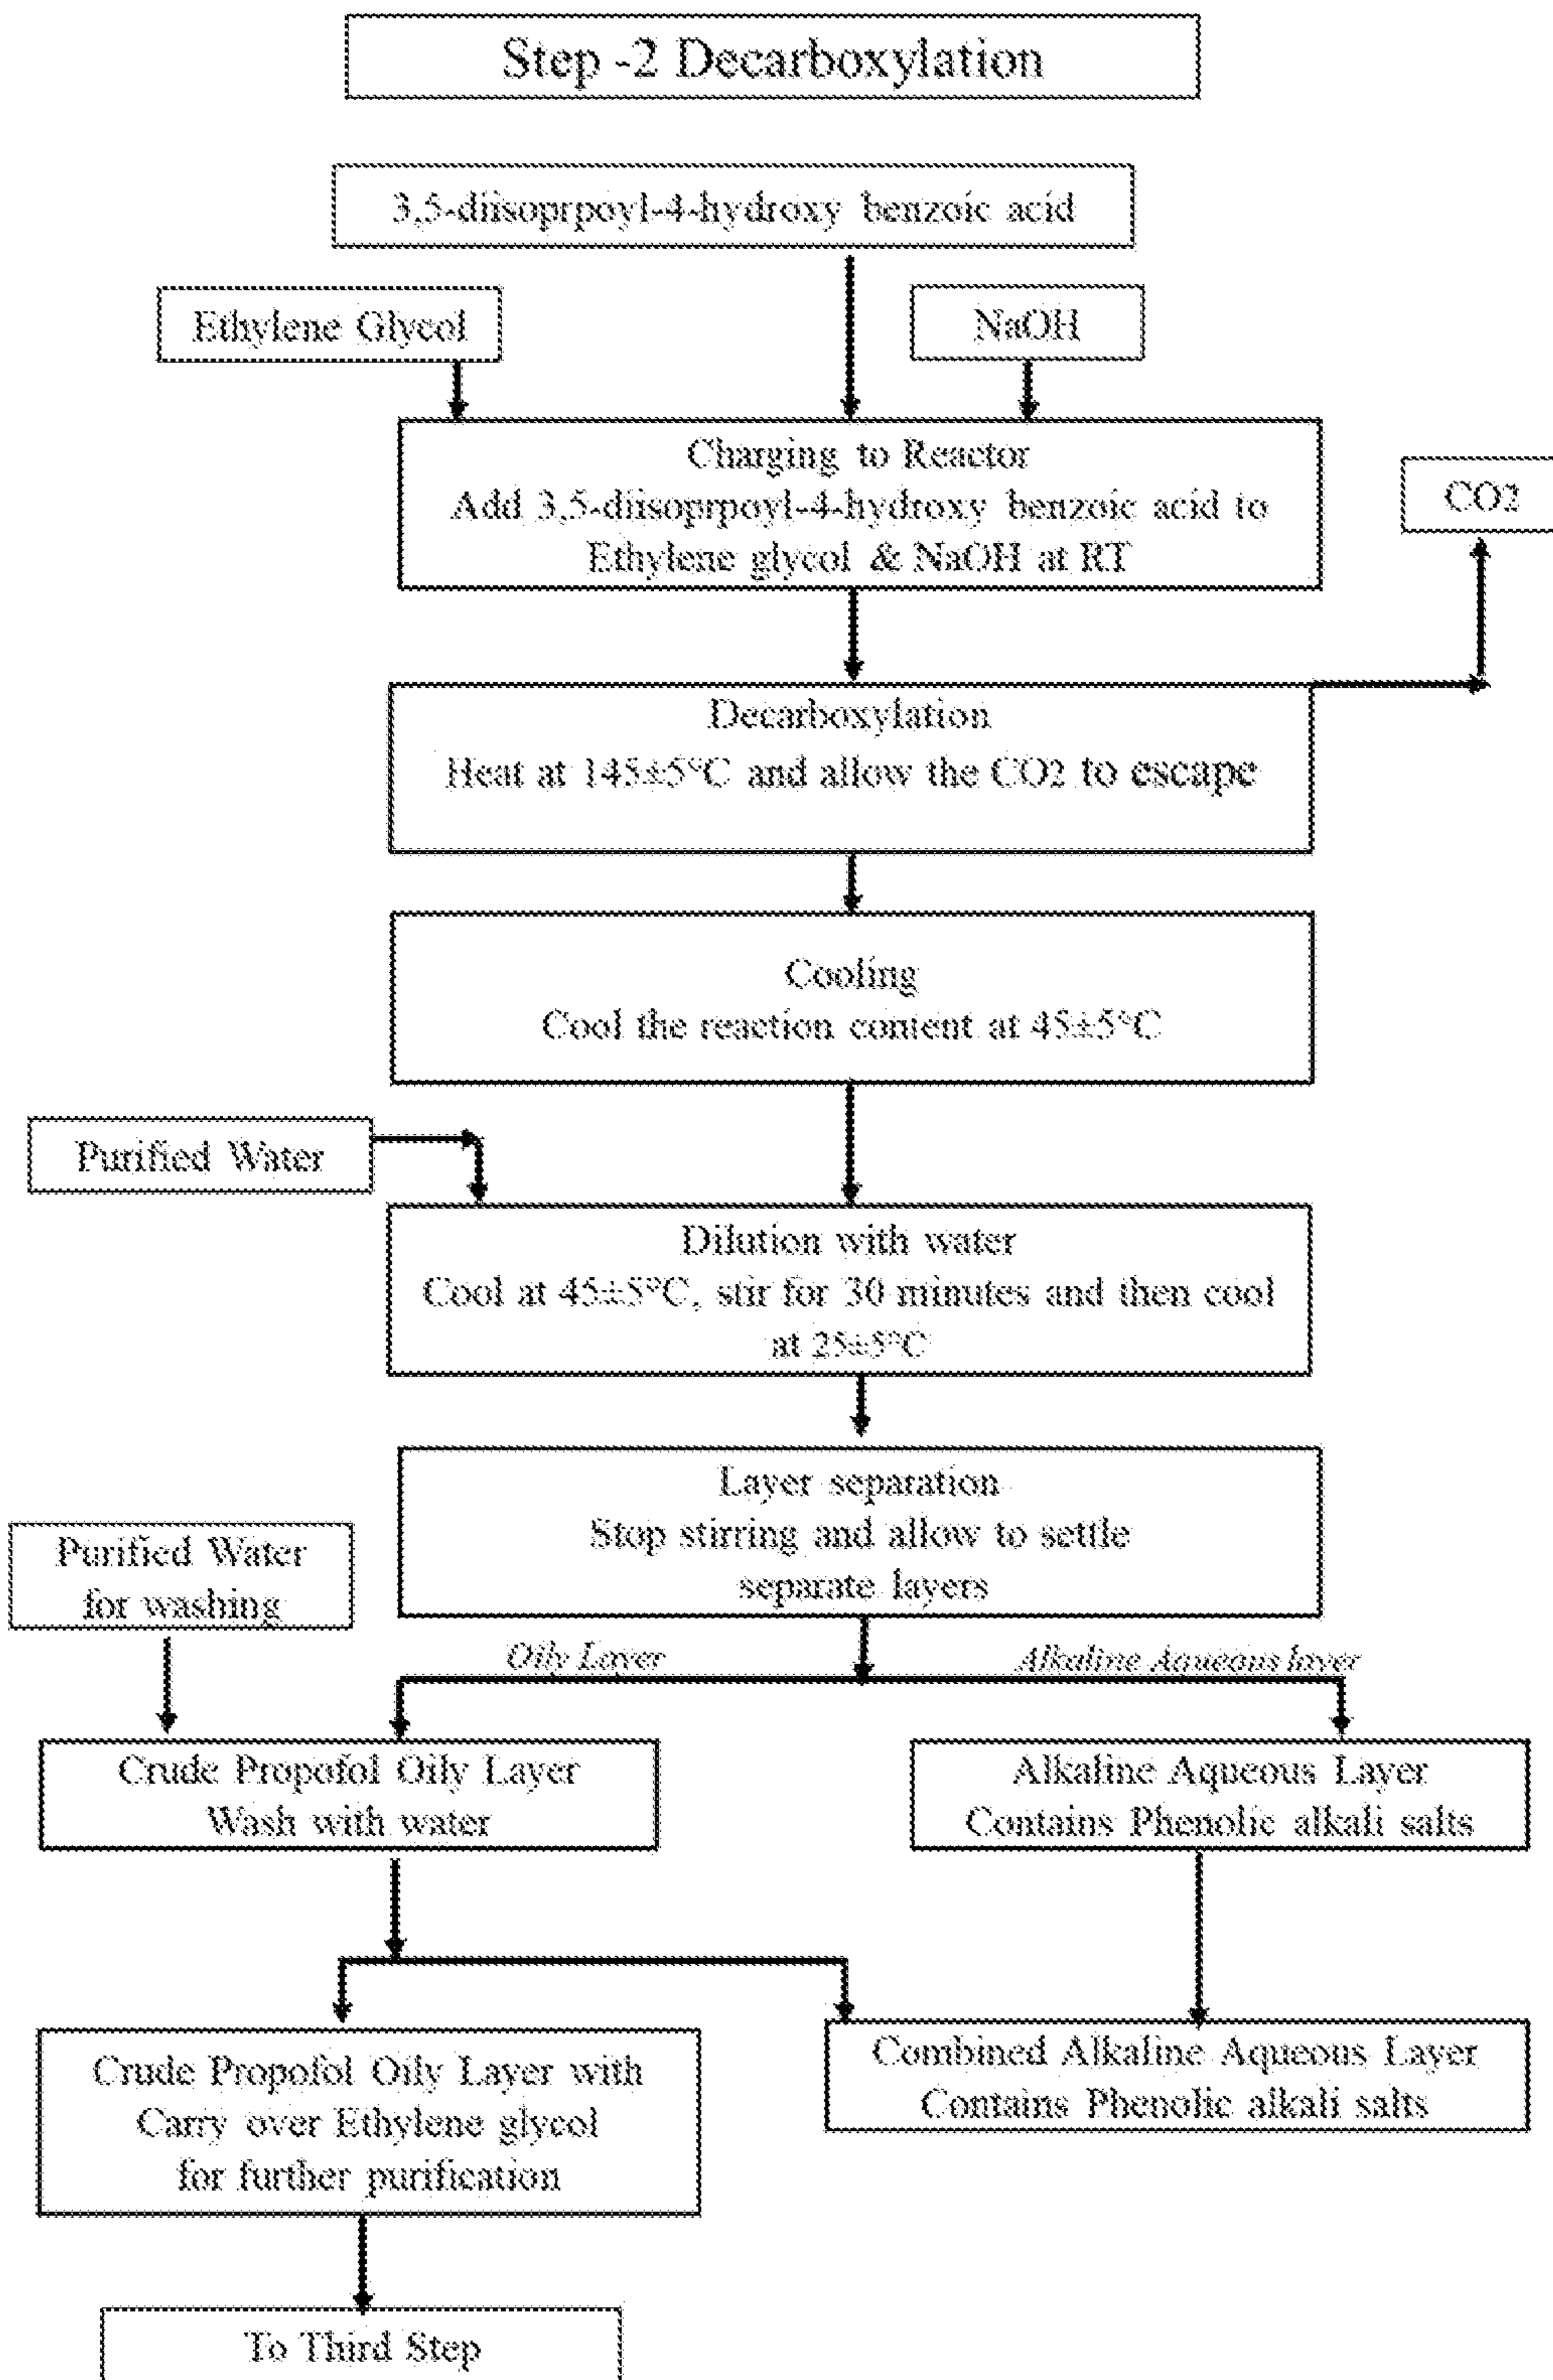 Step -2 Decarboxylation
3,5-diisoprpoyl-4-hydroxy benzoic acid
Ethylene Glycol
NaOH
Charging to Reactor
Add 3,5-diisoprpoyl-4-hydroxy benzoic acid to
Ethylene glycol & NaOH at RT
CO2
Decarboxylation
Heat at 145±5°C and allow the CO2 to escape
Cooling
Cool the reaction content at 45±5°C
Purified Water
Dilution with water
Cool at 45±5°C, stir for 30 minutes and then cool
at 25±5°C
Layer separation
Stop stirring and allow to settle
separate layers
Purified Water
for washing
Oily Layer
Alkaline Aqueous layer
Crude Propofol Oily Layer
Wash with water
Alkaline Aqueous Layer
Contains Phenolic alkali salts
Crude Propofol Oily Layer with
Carry over Ethylene glycol
for further purification
Combined Alkaline Aqueous Layer
Contains Phenolic alkali salts
To Third Step